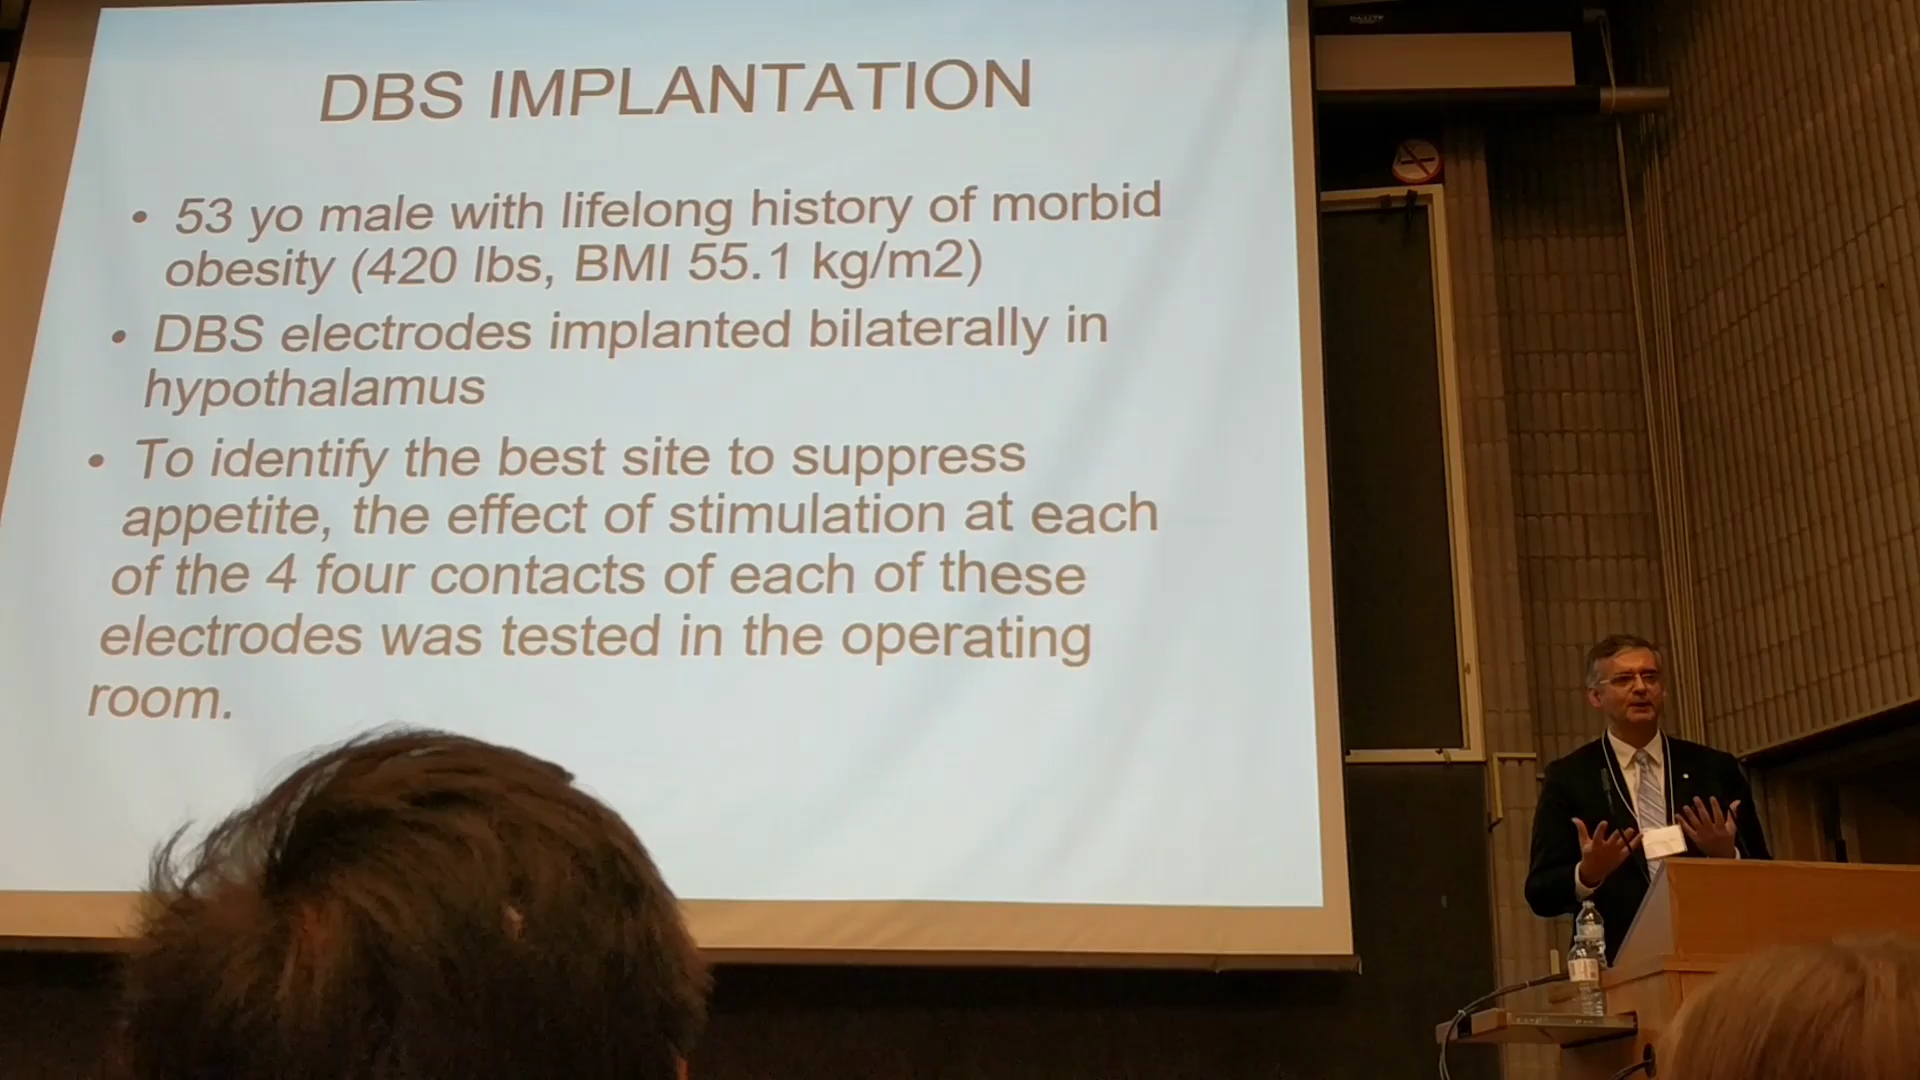 DBS IMPLANTATION
• 53 yo male with lifelong history of morbid
obesity (420 lbs, BMI 55.1 kg/m2)
• DBS electrodes implanted bilaterally in
hypothalamus
• To identify the best site to suppress
appetite, the effect of stimulation at each
of the 4 four contacts of each of these
electrodes was tested in the operating
room.
DA-LITE